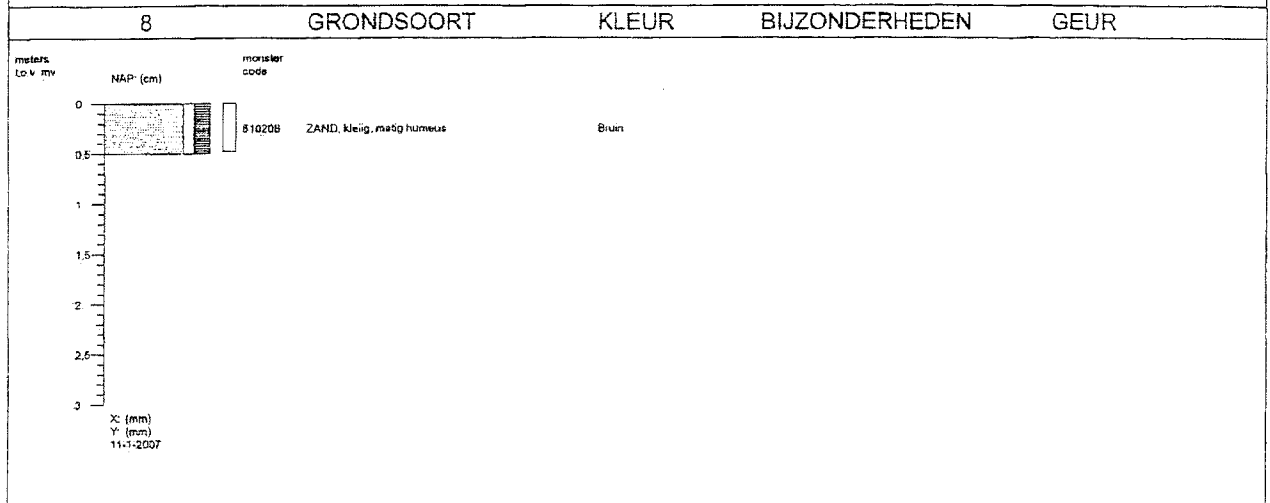 8 GRONDSOORT KLEUR BIJZONDERHEDEN GEUR
meters monster
t.o.v. mv code
NAP: (cm)
0
610208 ZAND, kleiig, matig humeus Bruin
0,5
1
1,5
2
2,5
3
X: (mm)
Y: (mm)
11-1-2007